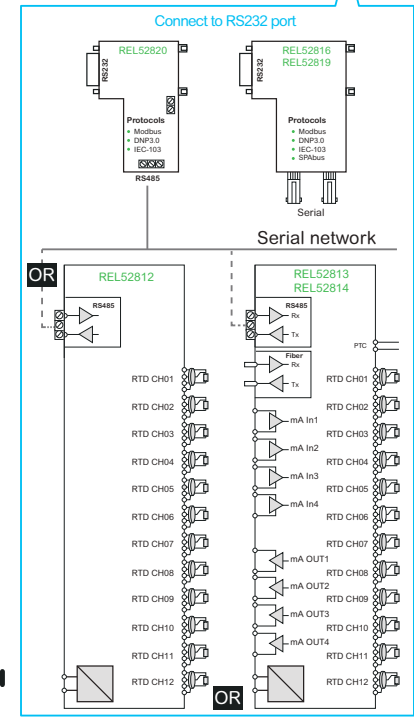 Connect to RS232 port
REL52820
RS232
Protocols
• Modbus
• DNP3.0
• IEC-103
RS485
REL52816
REL52819
RS232
Protocols
• Modbus
• DNP3.0
• IEC-103
• SPAbus
Serial
Serial network
OR
REL52812
RS485
RTD CH01
RTD CH02
RTD CH03
RTD CH04
RTD CH05
RTD CH06
RTD CH07
RTD CH08
RTD CH09
RTD CH10
RTD CH11
RTD CH12
OR
REL52813
REL52814
RS485
Rx
Tx
Fiber
Rx
Tx
mA In1
mA In2
mA In3
mA In4
mA OUT1
mA OUT2
mA OUT3
mA OUT4
PTC
RTD CH01
RTD CH02
RTD CH03
RTD CH04
RTD CH05
RTD CH06
RTD CH07
RTD CH08
RTD CH09
RTD CH10
RTD CH11
RTD CH12